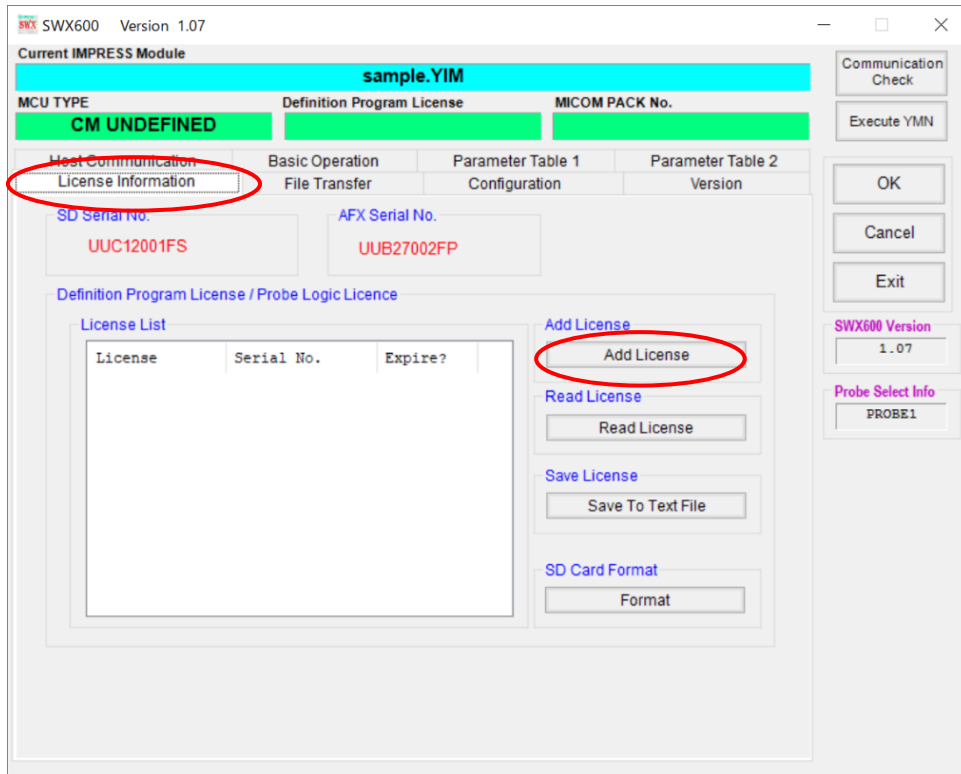 SWX SWX600 Version 1.07
Current IMPRESS Module
sample.YIM
MCU TYPE Definition Program License MICOM PACK No.
CM UNDEFINED
Communication
Check
Execute YMN
Host Communication Basic Operation Parameter Table 1 Parameter Table 2
License Information File Transfer Configuration Version
OK
Cancel
Exit
SD Serial No. AFX Serial No.
UUC12001FS UUB27002FP
Definition Program License / Probe Logic Licence
License List
License Serial No. Expire?
Add License
Add License
Read License
Read License
Save License
Save To Text File
SD Card Format
Format
SWX600 Version
1.07
Probe Select Info
PROBE1